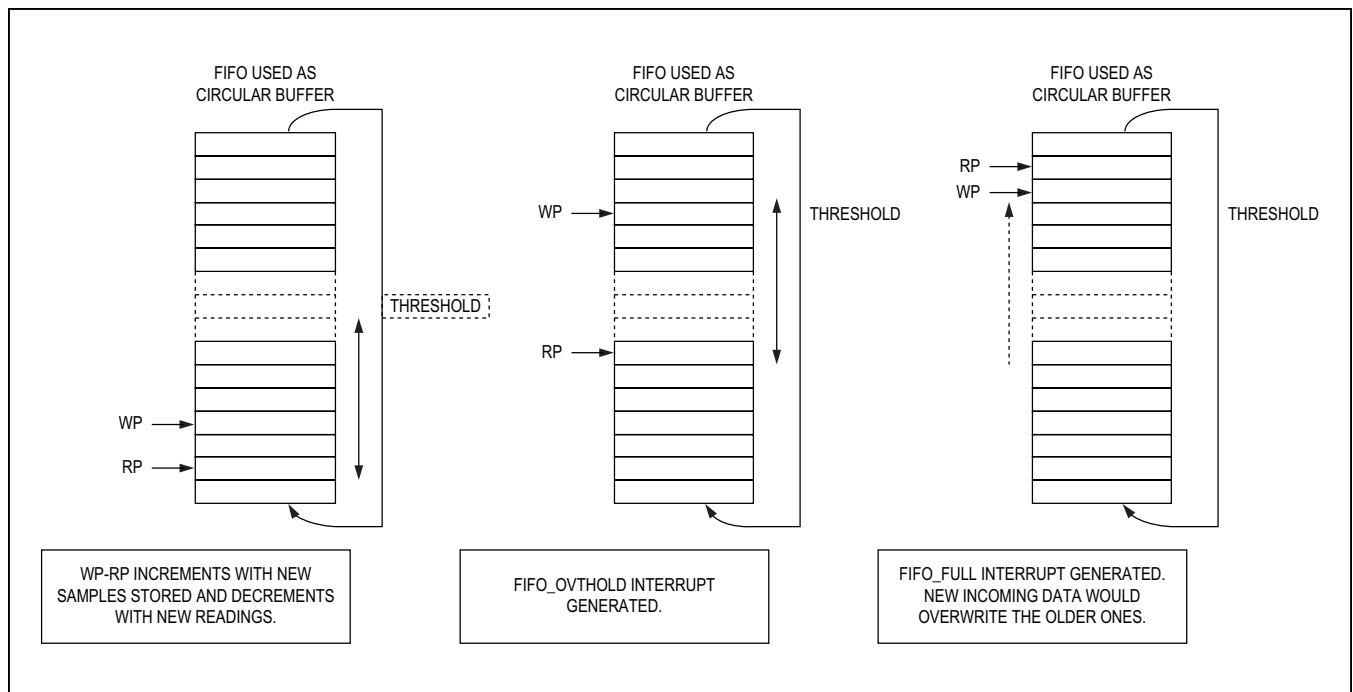 FIFO USED AS
CIRCULAR BUFFER
WP
RP
THRESHOLD
WP-RP INCREMENTS WITH NEW
SAMPLES STORED AND DECREMENTS
WITH NEW READINGS.
FIFO USED AS
CIRCULAR BUFFER
WP
RP
THRESHOLD
FIFO_OVTHOLD INTERRUPT
GENERATED.
FIFO USED AS
CIRCULAR BUFFER
RP
WP
THRESHOLD
FIFO_FULL INTERRUPT GENERATED.
NEW INCOMING DATA WOULD
OVERWRITE THE OLDER ONES.